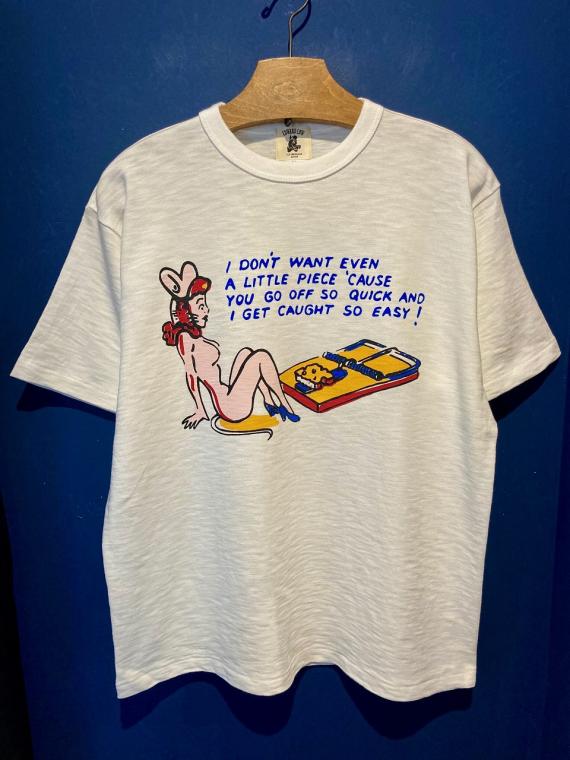 I DON'T WANT EVEN
A LITTLE PIECE 'CAUSE
YOU GO OFF SO QUICK AND
I GET CAUGHT SO EASY!